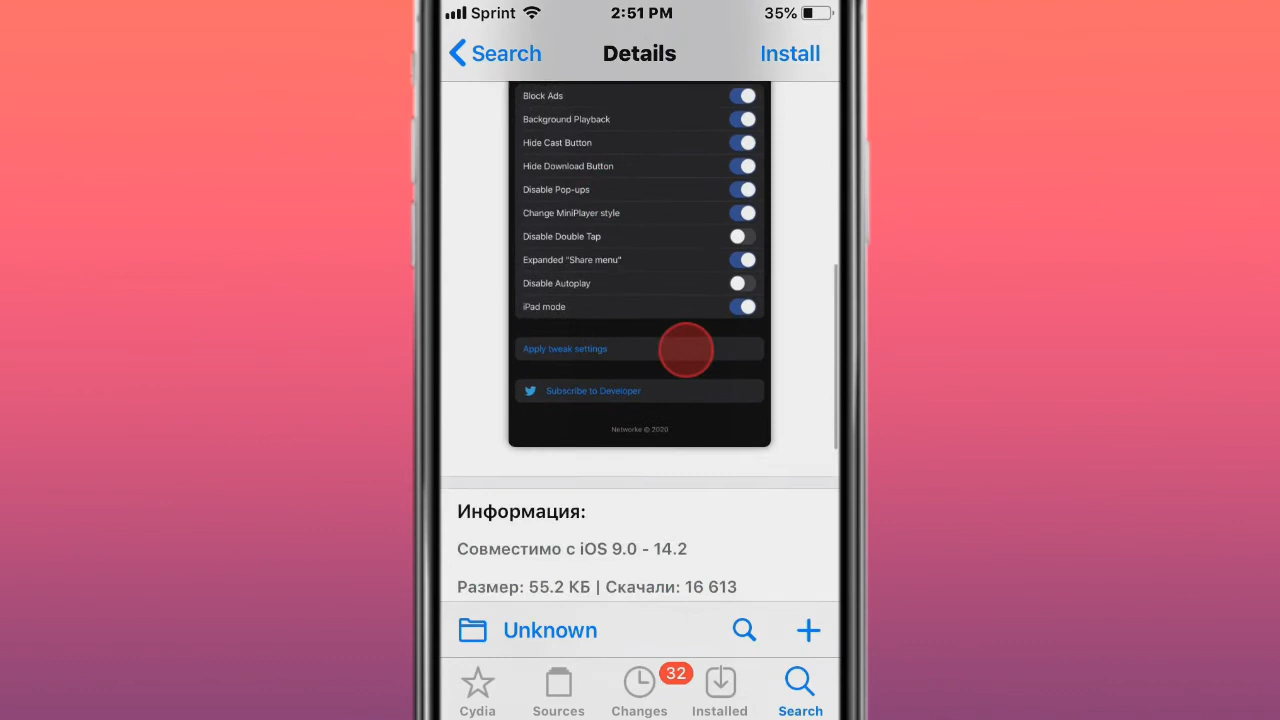 Sprint 2:51 PM 35%
Search Details Install
Block Ads
Background Playback
Hide Cast Button
Hide Download Button
Disable Pop-ups
Change MiniPlayer style
Disable Double Tap
Expanded "Share menu"
Disable Autoplay
iPad mode
Apply tweak settings
Subscribe to Developer
Networke © 2020
Информация:
Совместимо с iOS 9.0 - 14.2
Размер: 55.2 КБ | Скачали: 16 613
Unknown
32
Cydia Sources Changes Installed Search